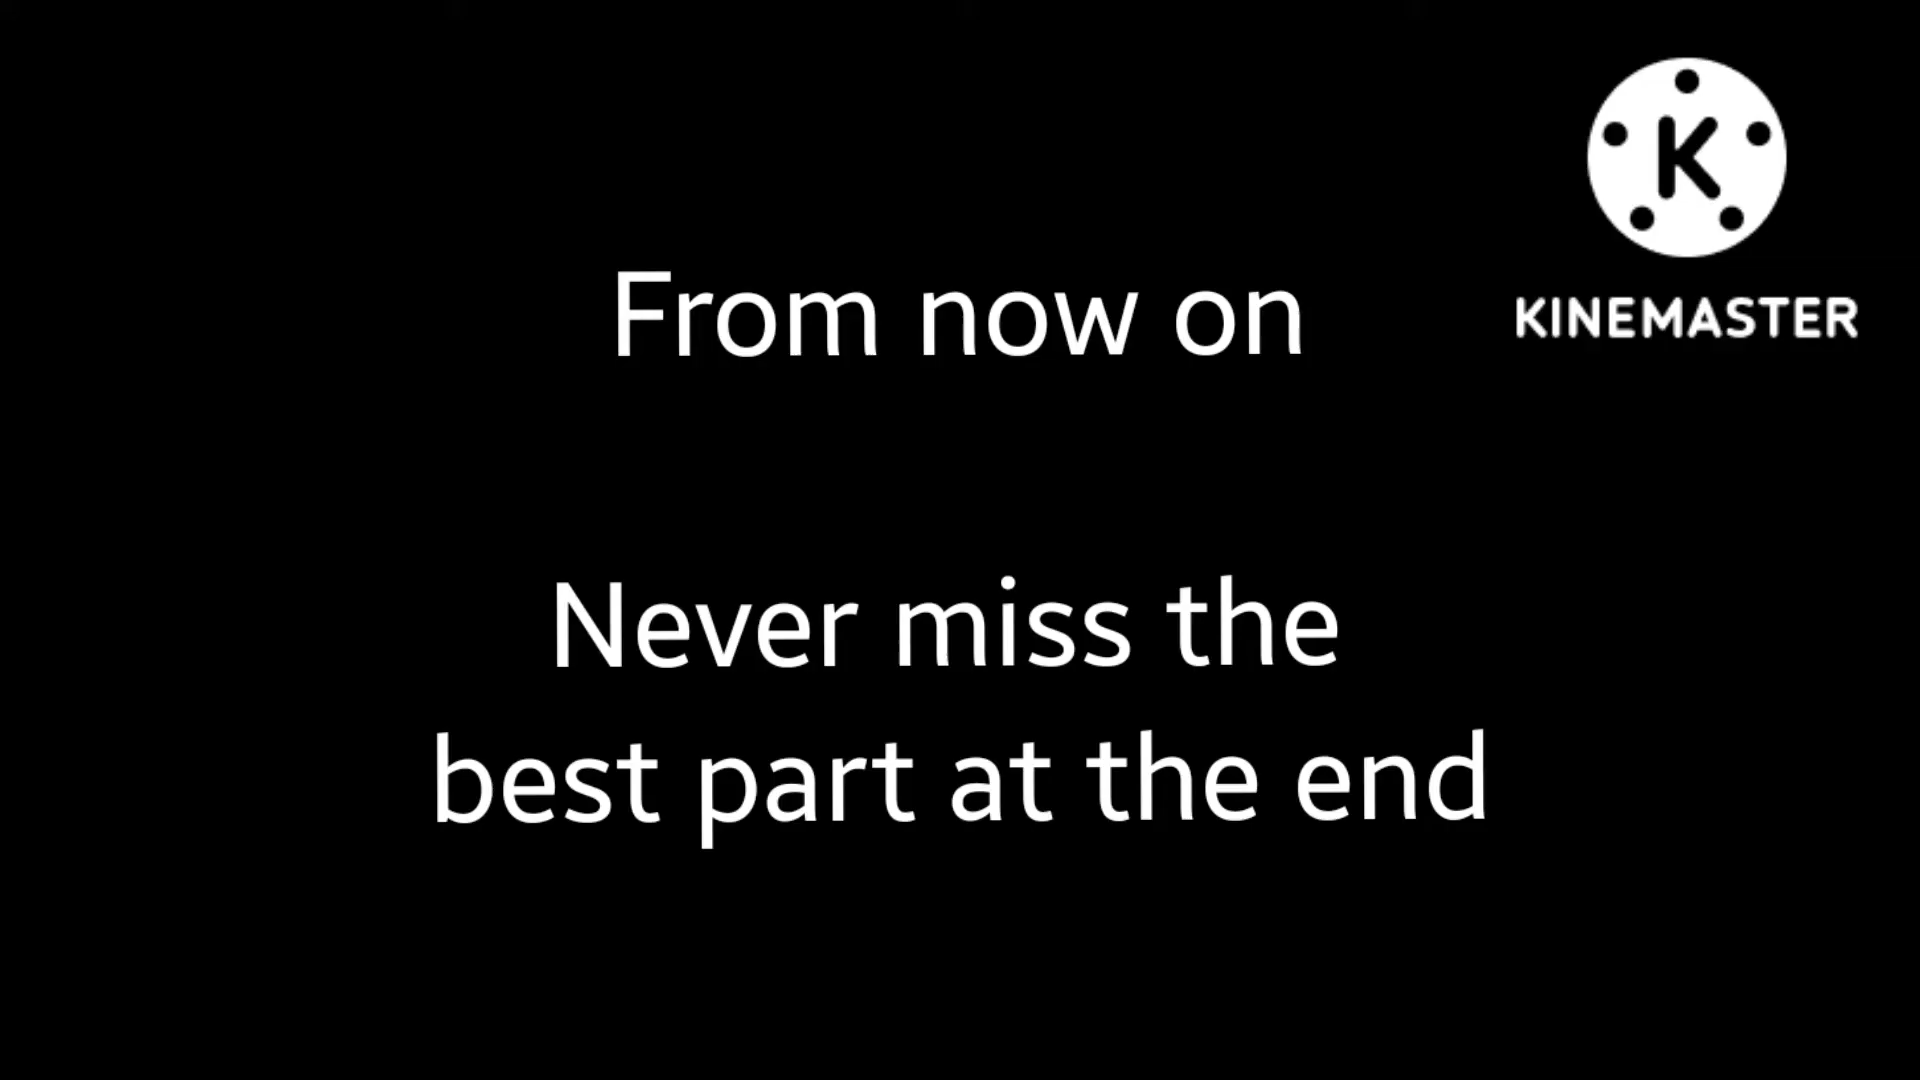 K
KINEMASTER
From now on
Never miss the
best part at the end